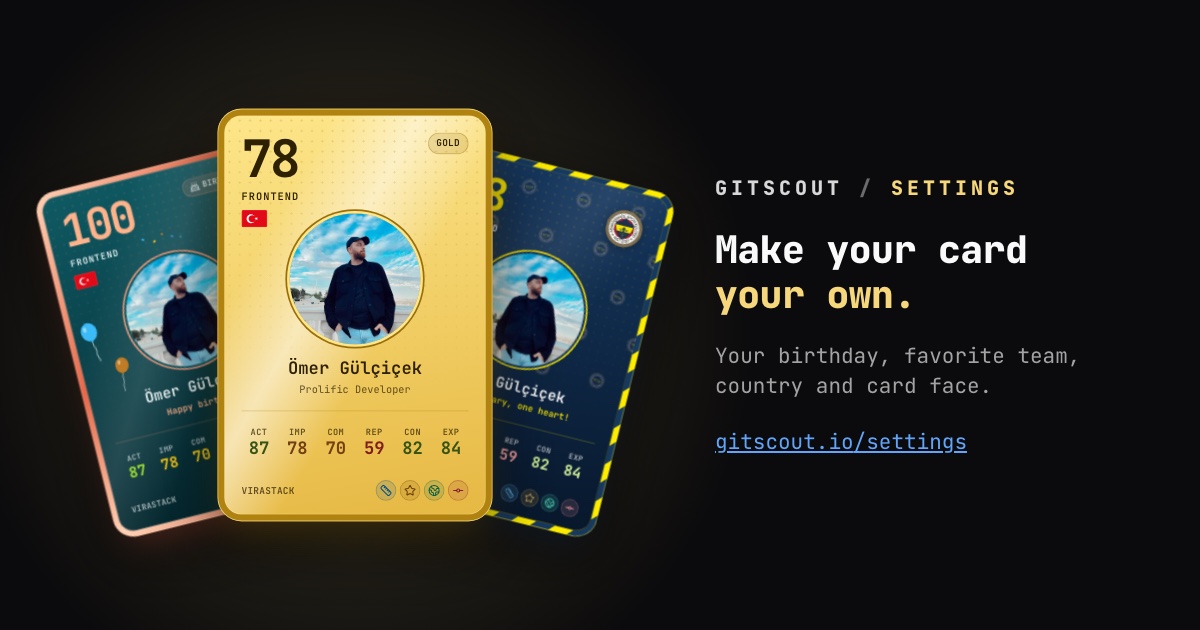 100
BIR
FRONTEND
Ömer Gülç
Happy birt
ACT IMP COM
87 78 70
VIRASTACK
78
GOLD
FRONTEND
Ömer Gülçiçek
Prolific Developer
ACT IMP COM REP CON EXP
87 78 70 59 82 84
VIRASTACK
8
Gülçiçek
ary, one heart!
REP CON EXP
59 82 84
GITSCOUT / SETTINGS
Make your card
your own.
Your birthday, favorite team,
country and card face.
gitscout.io/settings